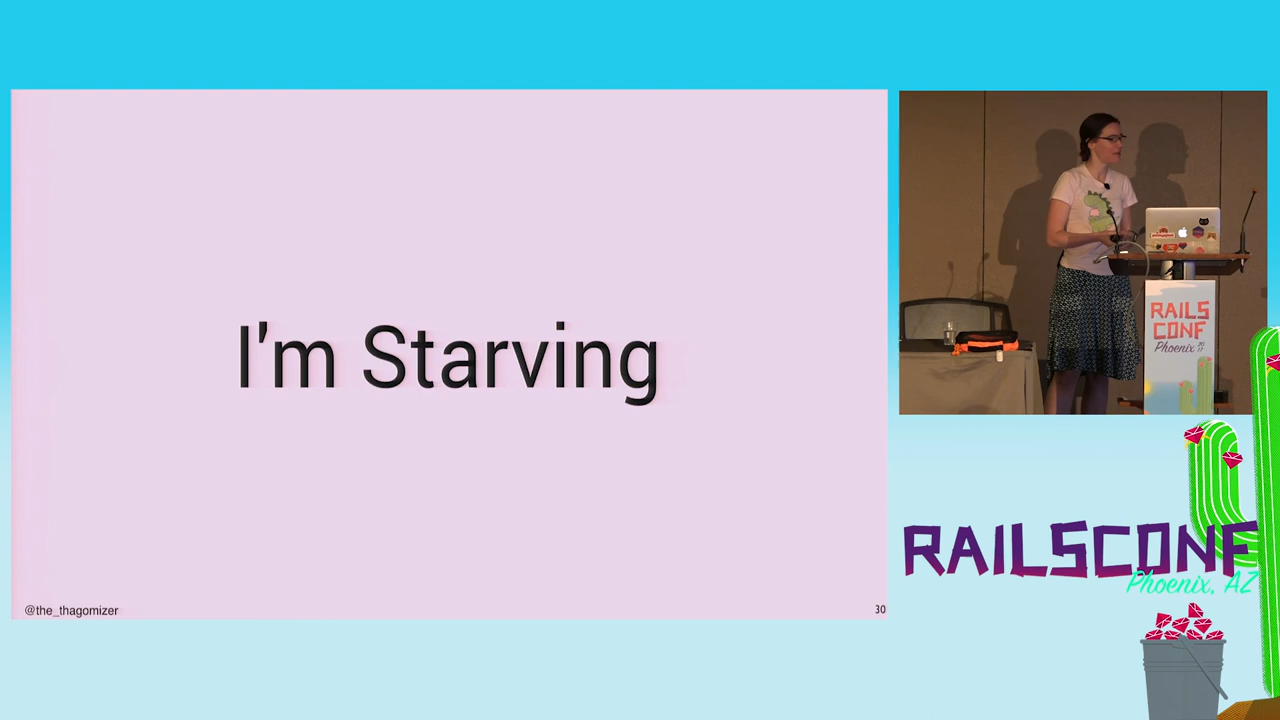 I'm Starving
@the_thagomizer
30
RAILS
CONF
Phoenix
RAILSCONF
Phoenix, AZ